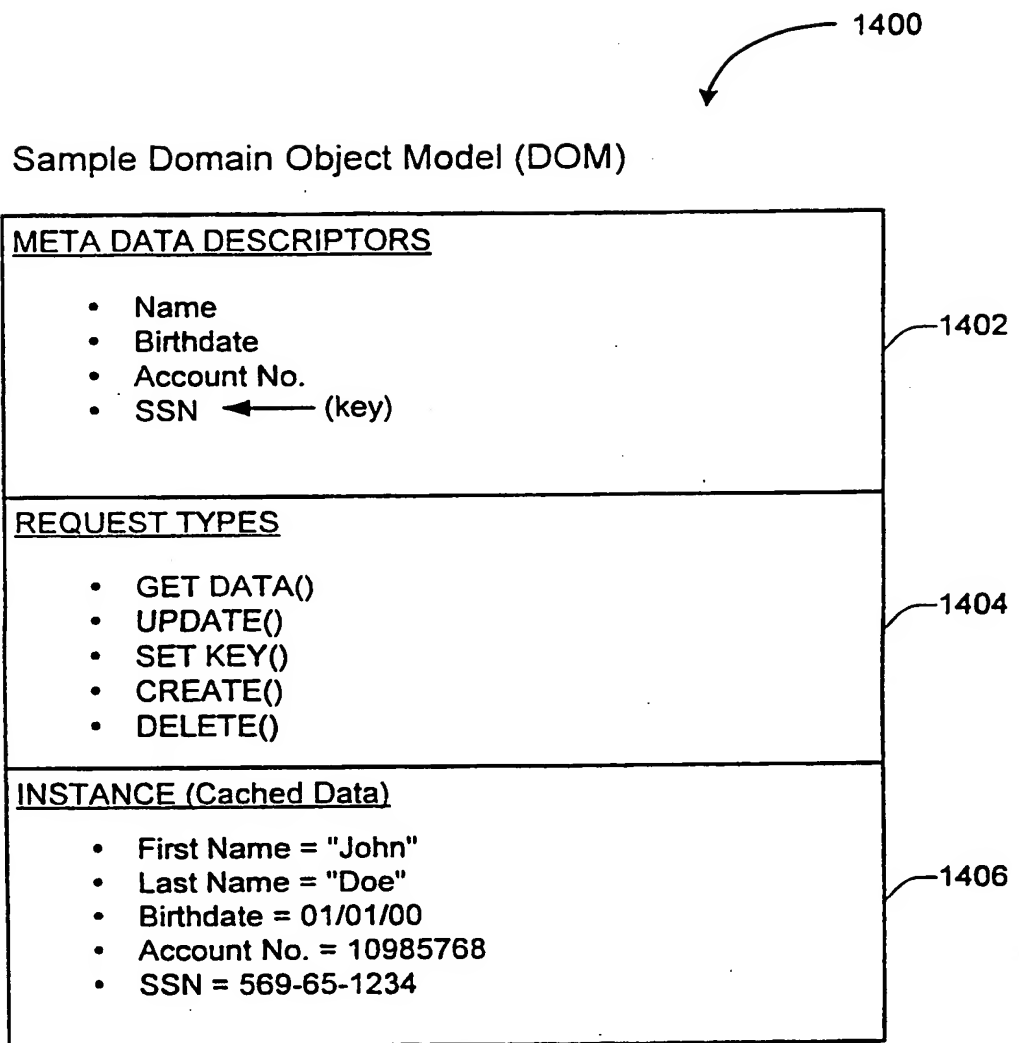 1400
Sample Domain Object Model (DOM)
META DATA DESCRIPTORS
• Name
• Birthdate
• Account No.
• SSN (key)
1402
REQUEST TYPES
• GET DATA()
• UPDATE()
• SET KEY()
• CREATE()
• DELETE()
1404
INSTANCE (Cached Data)
• First Name = "John"
• Last Name = "Doe"
• Birthdate = 01/01/00
• Account No. = 10985768
• SSN = 569-65-1234
1406